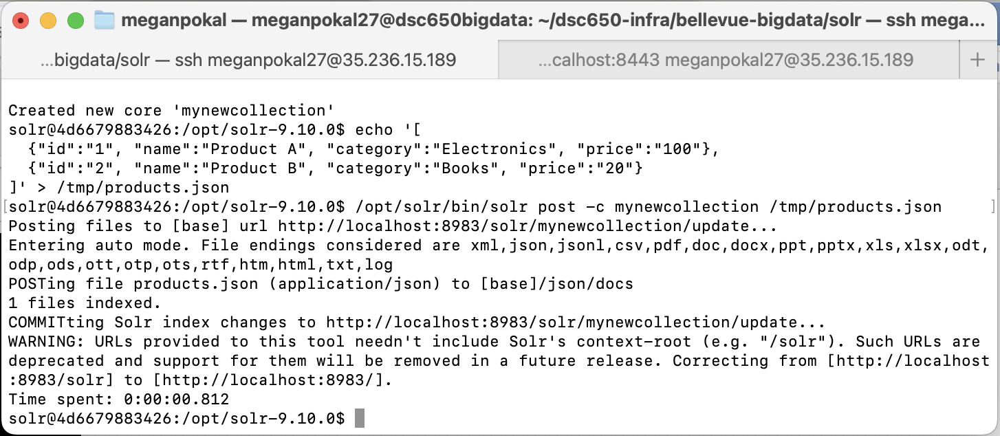 meganpokal — meganpokal27@dsc650bigdata: ~/dsc650-infra/bellevue-bigdata/solr — ssh mega...
...bigdata/solr — ssh meganpokal27@35.236.15.189
...calhost:8443 meganpokal27@35.236.15.189
+
Created new core 'mynewcollection'
solr@4d6679883426:/opt/solr-9.10.0$ echo '[
  {"id":"1", "name":"Product A", "category":"Electronics", "price":"100"},
  {"id":"2", "name":"Product B", "category":"Books", "price":"20"}
]' > /tmp/products.json
[solr@4d6679883426:/opt/solr-9.10.0$ /opt/solr/bin/solr post -c mynewcollection /tmp/products.json ]
Posting files to [base] url http://localhost:8983/solr/mynewcollection/update...
Entering auto mode. File endings considered are xml,json,jsonl,csv,pdf,doc,docx,ppt,pptx,xls,xlsx,odt,
odp,ods,ott,otp,ots,rtf,htm,html,txt,log
POSTing file products.json (application/json) to [base]/json/docs
1 files indexed.
COMMITting Solr index changes to http://localhost:8983/solr/mynewcollection/update...
WARNING: URLs provided to this tool needn't include Solr's context-root (e.g. "/solr"). Such URLs are
deprecated and support for them will be removed in a future release. Correcting from [http://localhost
:8983/solr] to [http://localhost:8983/].
Time spent: 0:00:00.812
solr@4d6679883426:/opt/solr-9.10.0$